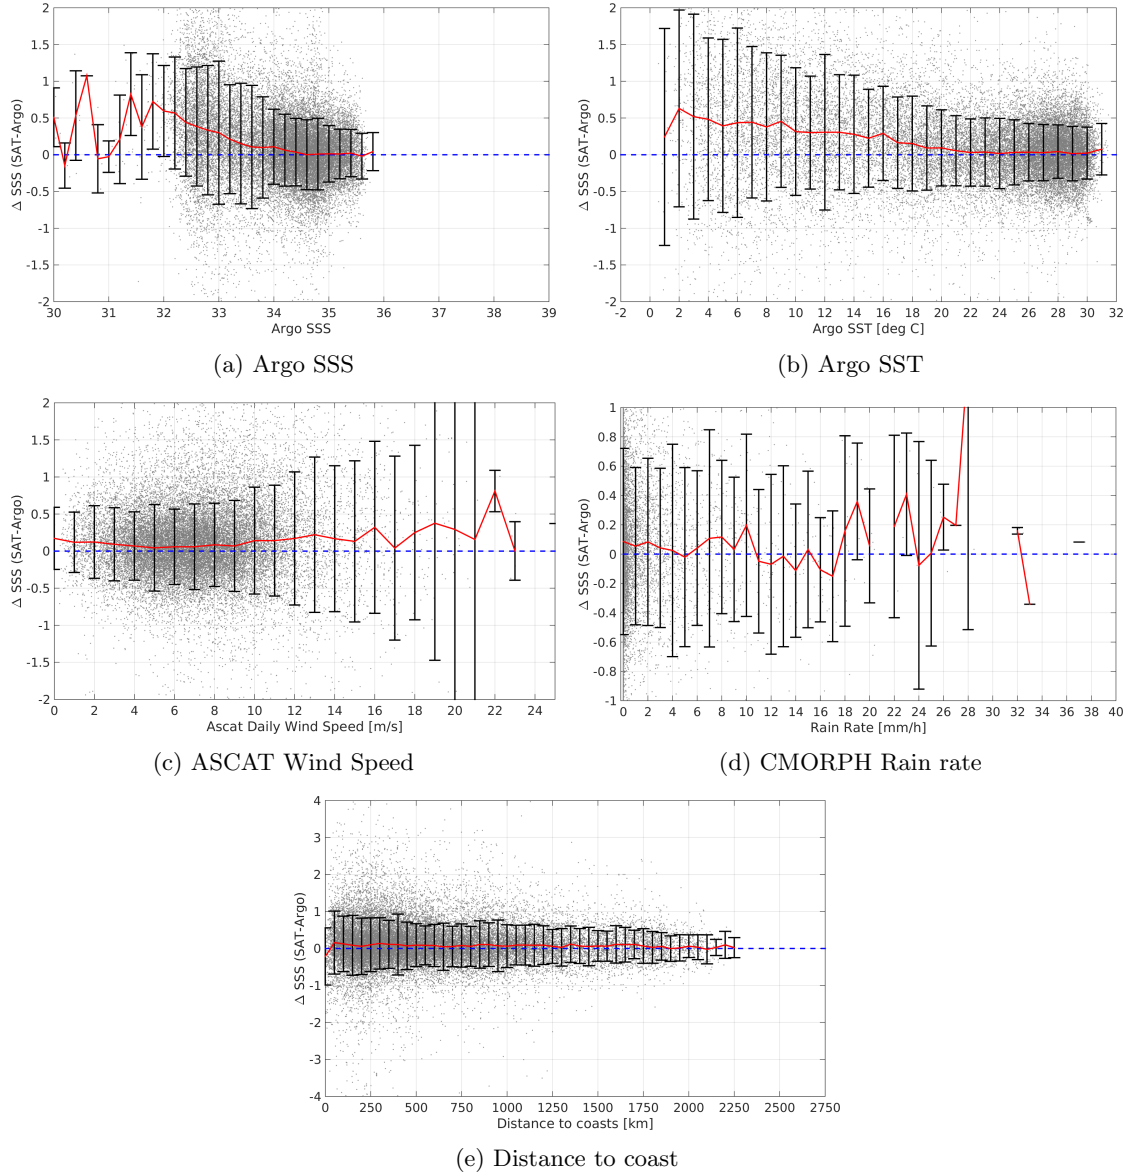 2
1.5
1
0.5
0
-0.5
-1
-1.5
-2
Δ SSS (SAT-Argo)
30 31 32 33 34 35 36 37 38 39
Argo SSS
(a) Argo SSS
2
1.5
1
0.5
0
-0.5
-1
-1.5
-2
Δ SSS (SAT-Argo)
-2 0 2 4 6 8 10 12 14 16 18 20 22 24 26 28 30 32
Argo SST [deg C]
(b) Argo SST
2
1.5
1
0.5
0
-0.5
-1
-1.5
-2
Δ SSS (SAT-Argo)
0 2 4 6 8 10 12 14 16 18 20 22 24
Ascat Daily Wind Speed [m/s]
(c) ASCAT Wind Speed
1
0.8
0.6
0.4
0.2
0
-0.2
-0.4
-0.6
-0.8
-1
Δ SSS (SAT-Argo)
0 2 4 6 8 10 12 14 16 18 20 22 24 26 28 30 32 34 36 38 40
Rain Rate [mm/h]
(d) CMORPH Rain rate
4
3
2
1
0
-1
-2
-3
-4
Δ SSS (SAT-Argo)
0 250 500 750 1000 1250 1500 1750 2000 2250 2500 2750
Distance to coasts [km]
(e) Distance to coast